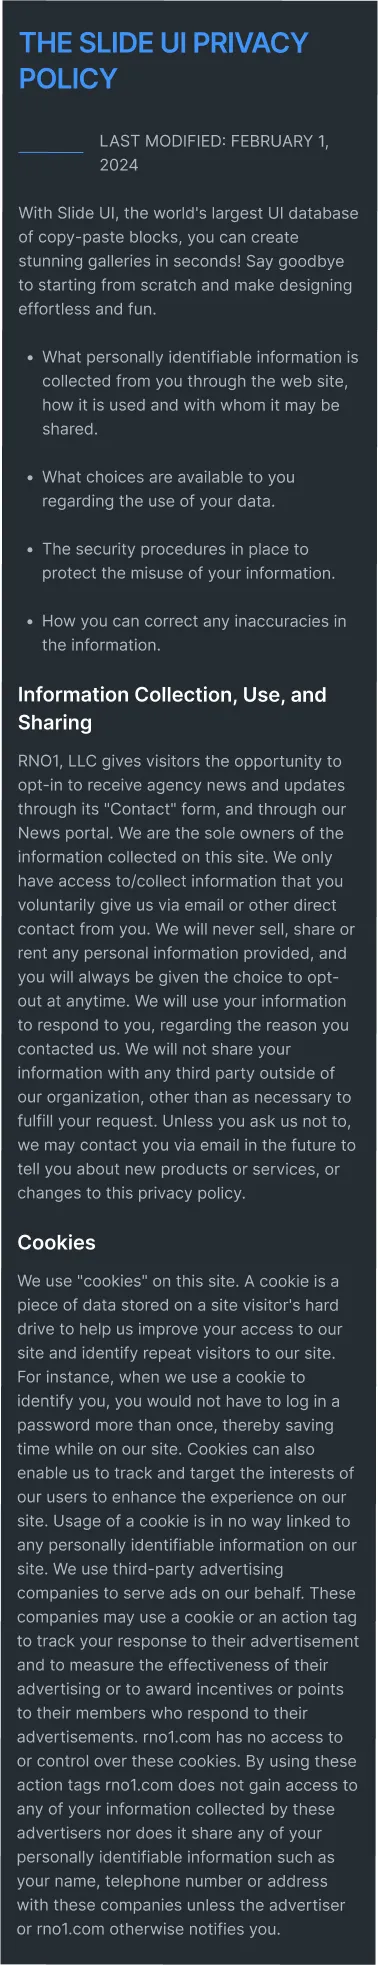 THE SLIDE UI PRIVACY
POLICY
LAST MODIFIED: FEBRUARY 1,
2024
With Slide UI, the world's largest UI database
of copy-paste blocks, you can create
stunning galleries in seconds! Say goodbye
to starting from scratch and make designing
effortless and fun.
• What personally identifiable information is
collected from you through the web site,
how it is used and with whom it may be
shared.
• What choices are available to you
regarding the use of your data.
• The security procedures in place to
protect the misuse of your information.
• How you can correct any inaccuracies in
the information.
Information Collection, Use, and
Sharing
RNO1, LLC gives visitors the opportunity to
opt-in to receive agency news and updates
through its "Contact" form, and through our
News portal. We are the sole owners of the
information collected on this site. We only
have access to/collect information that you
voluntarily give us via email or other direct
contact from you. We will never sell, share or
rent any personal information provided, and
you will always be given the choice to opt-
out at anytime. We will use your information
to respond to you, regarding the reason you
contacted us. We will not share your
information with any third party outside of
our organization, other than as necessary to
fulfill your request. Unless you ask us not to,
we may contact you via email in the future to
tell you about new products or services, or
changes to this privacy policy.
Cookies
We use "cookies" on this site. A cookie is a
piece of data stored on a site visitor's hard
drive to help us improve your access to our
site and identify repeat visitors to our site.
For instance, when we use a cookie to
identify you, you would not have to log in a
password more than once, thereby saving
time while on our site. Cookies can also
enable us to track and target the interests of
our users to enhance the experience on our
site. Usage of a cookie is in no way linked to
any personally identifiable information on our
site. We use third-party advertising
companies to serve ads on our behalf. These
companies may use a cookie or an action tag
to track your response to their advertisement
and to measure the effectiveness of their
advertising or to award incentives or points
to their members who respond to their
advertisements. rno1.com has no access to
or control over these cookies. By using these
action tags rno1.com does not gain access to
any of your information collected by these
advertisers nor does it share any of your
personally identifiable information such as
your name, telephone number or address
with these companies unless the advertiser
or rno1.com otherwise notifies you.